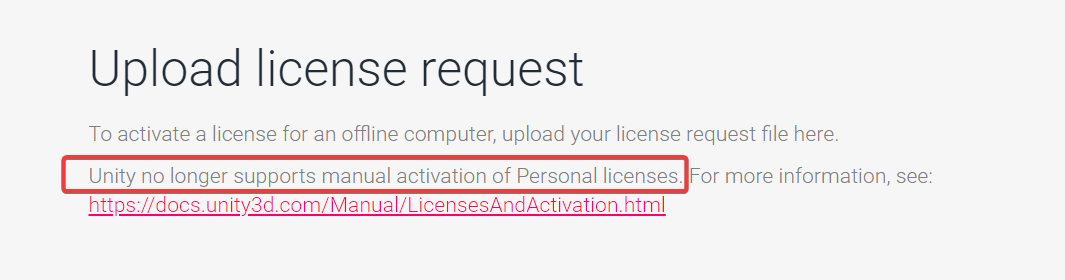 Upload license request
To activate a license for an offline computer, upload your license request file here.
Unity no longer supports manual activation of Personal licenses. For more information, see:
https://docs.unity3d.com/Manual/LicensesAndActivation.html